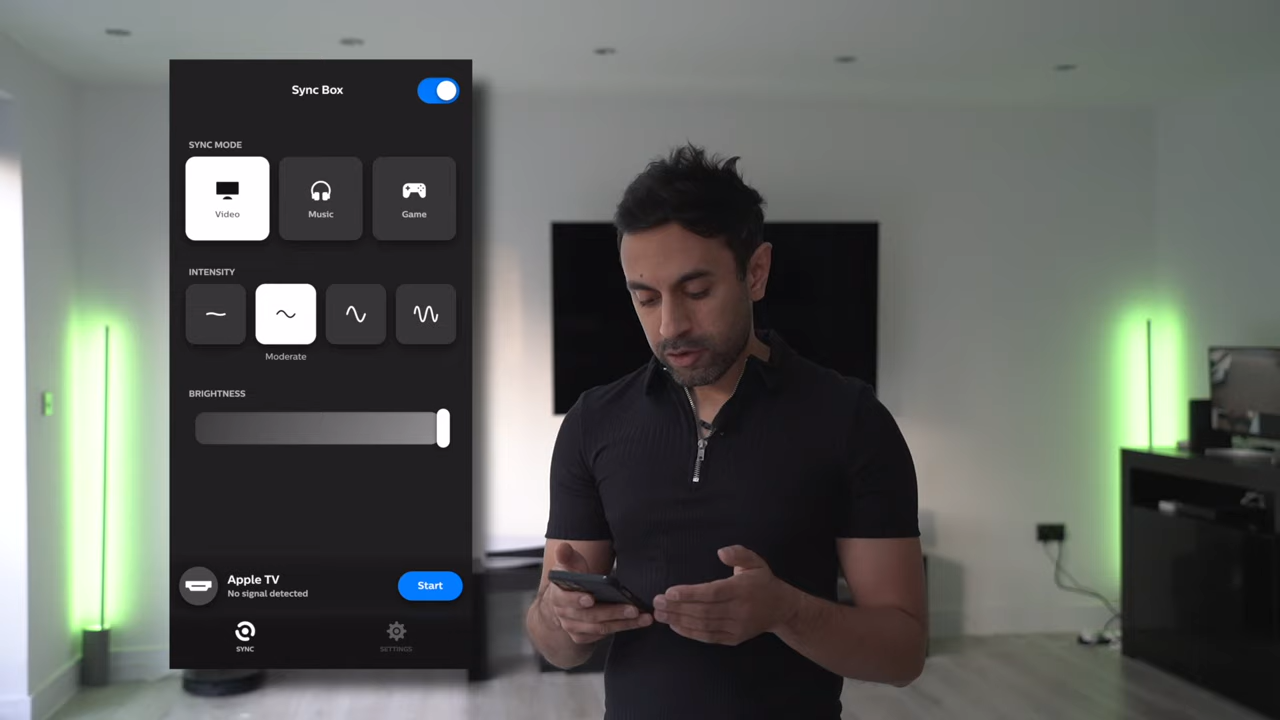 Sync Box
SYNC MODE
Video
Music
Game
INTENSITY
Moderate
BRIGHTNESS
Apple TV
No signal detected
Start
SYNC
SETTINGS